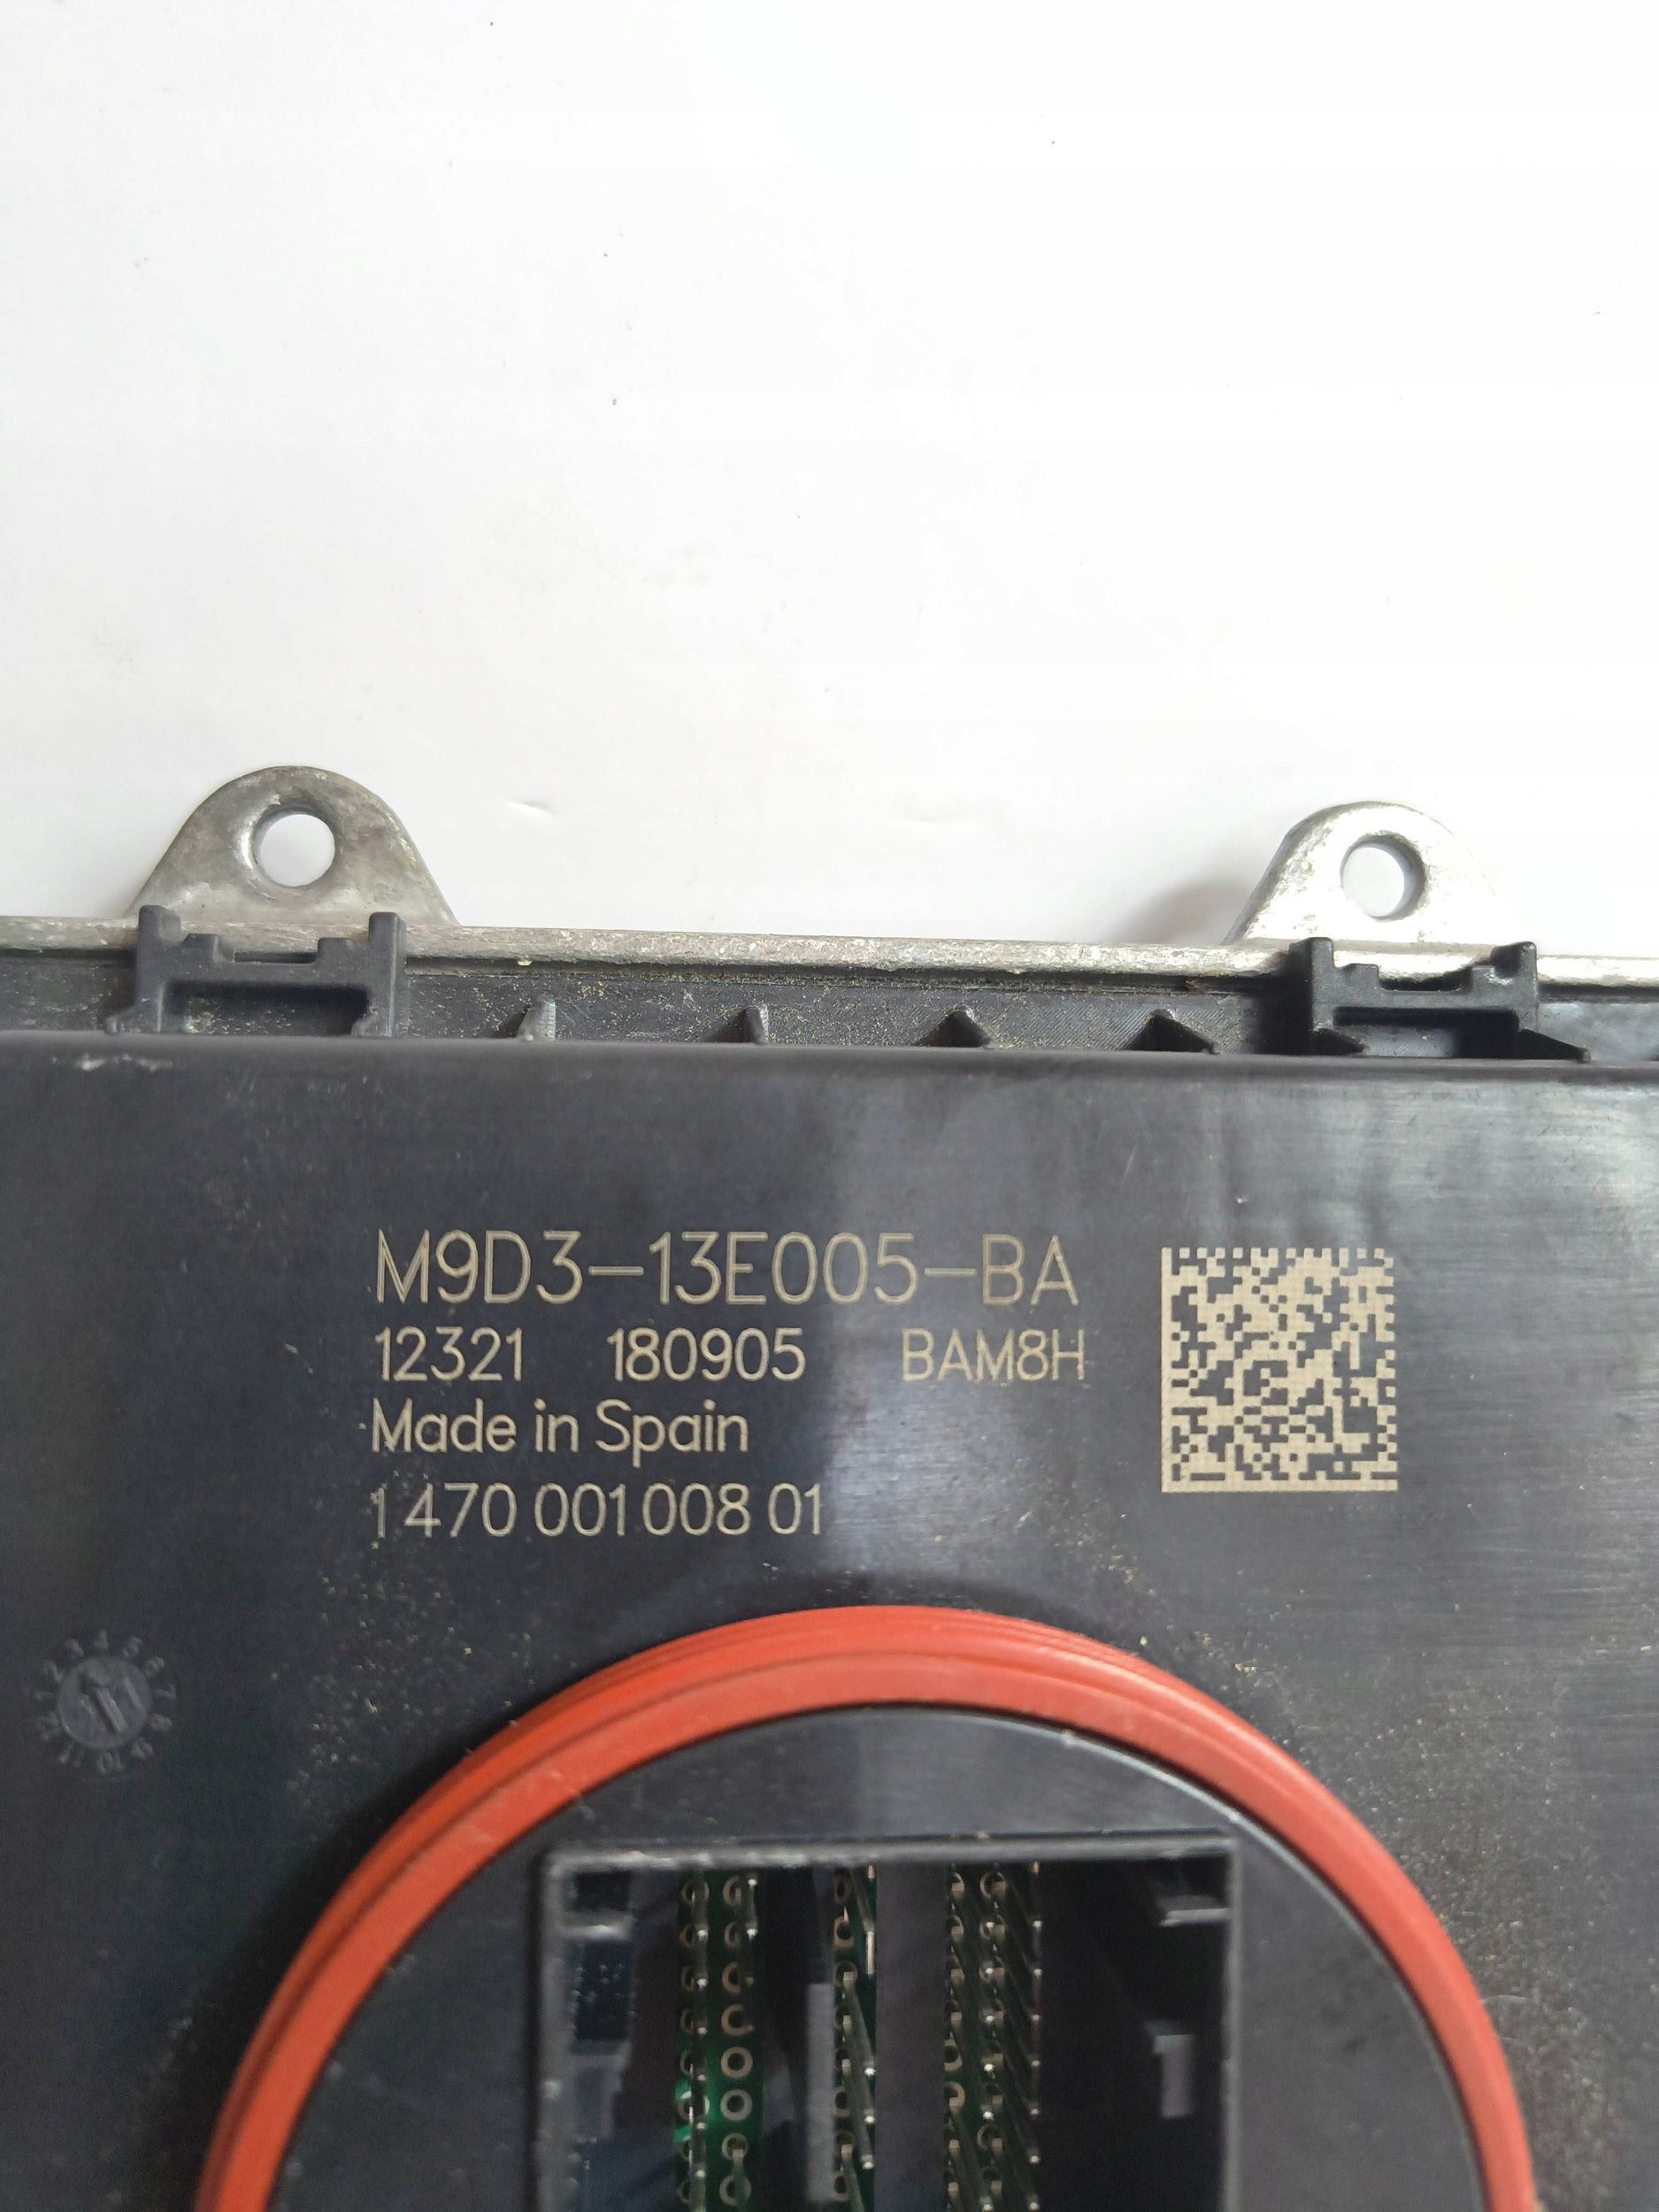 M9D3-13E005-BA
12321 180905 BAM8H
Made in Spain
1 470 001 008 01